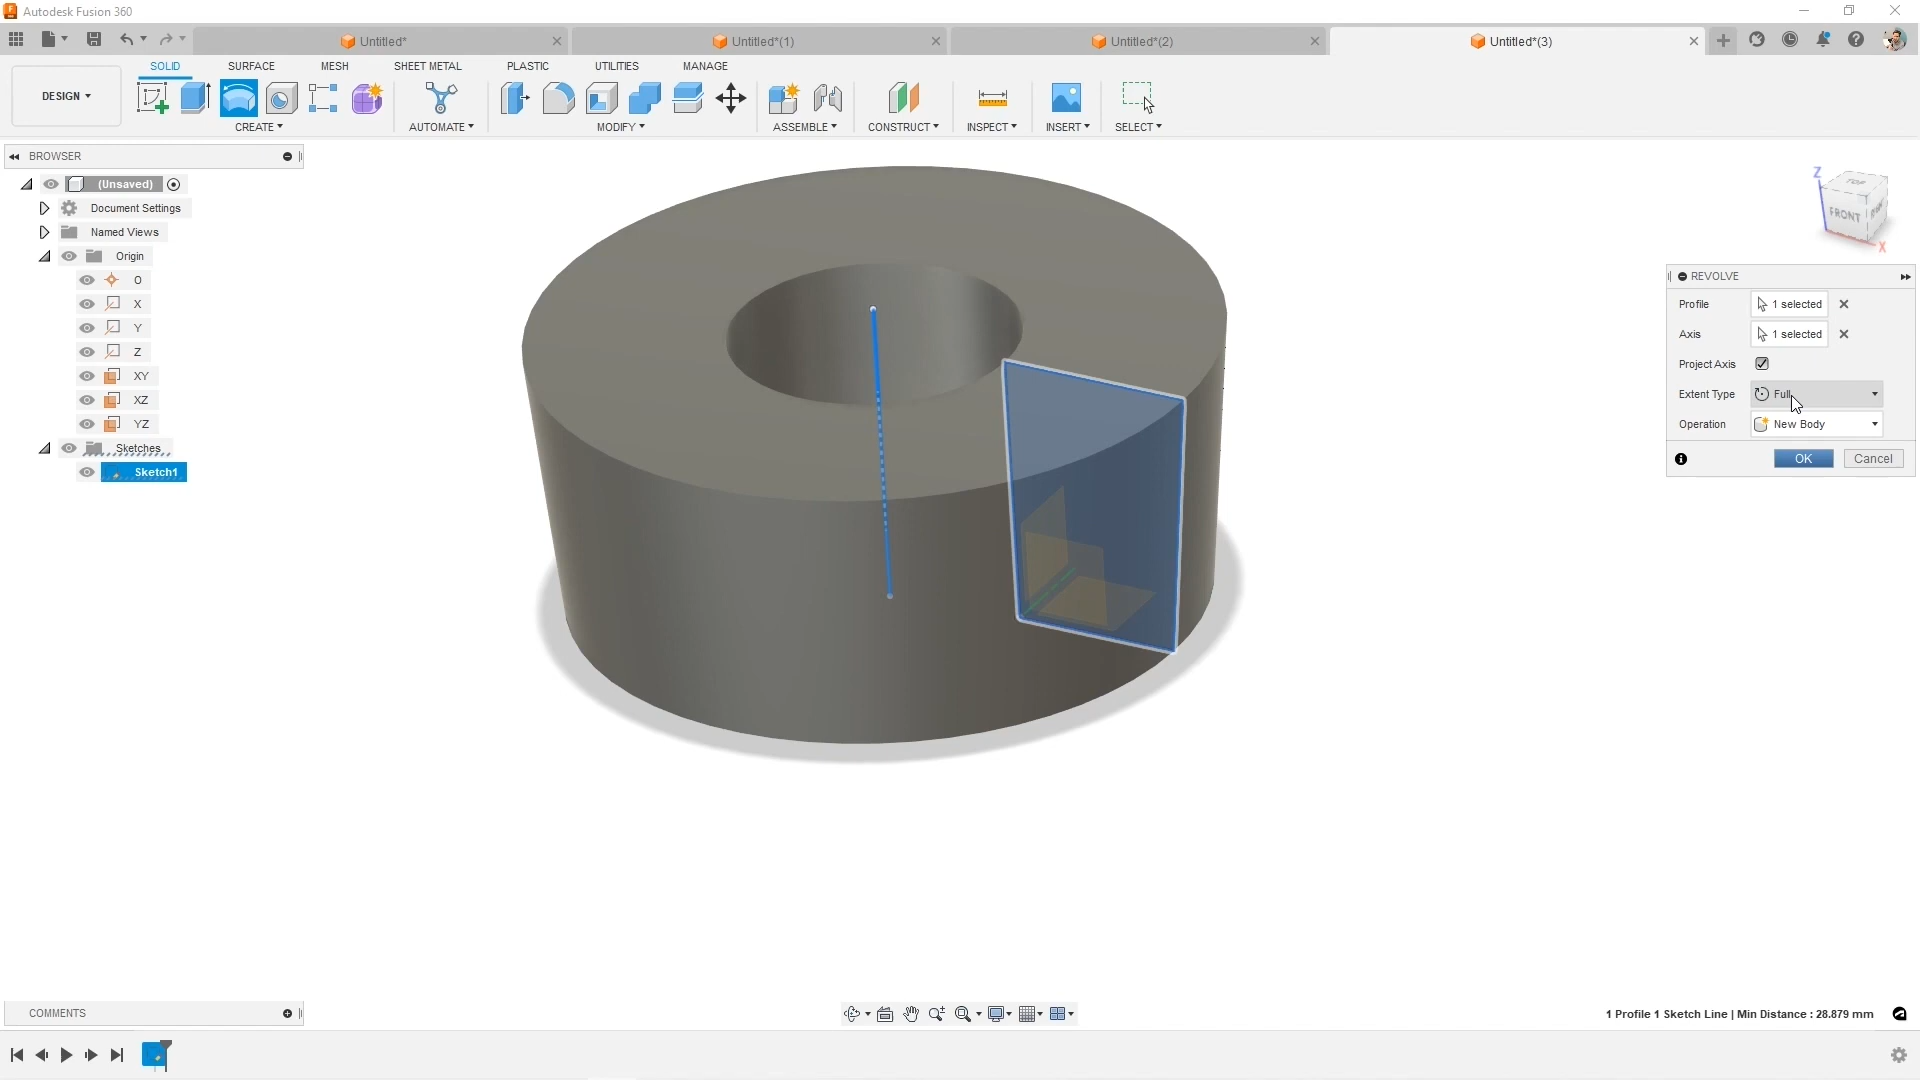 Autodesk Fusion 360
Untitled*
Untitled*(1)
Untitled*(2)
Untitled*(3)
SOLID SURFACE MESH SHEET METAL PLASTIC UTILITIES MANAGE
DESIGN
CREATE AUTOMATE MODIFY ASSEMBLE CONSTRUCT INSPECT INSERT SELECT
BROWSER
(Unsaved)
Document Settings
Named Views
Origin
O
X
Y
Z
XY
XZ
YZ
Sketches
Sketch1
Z
TOP
FRONT
X
REVOLVE
Profile 1 selected
Axis 1 selected
Project Axis
Extent Type Full
Operation New Body
OK Cancel
COMMENTS
1 Profile 1 Sketch Line | Min Distance : 28.879 mm